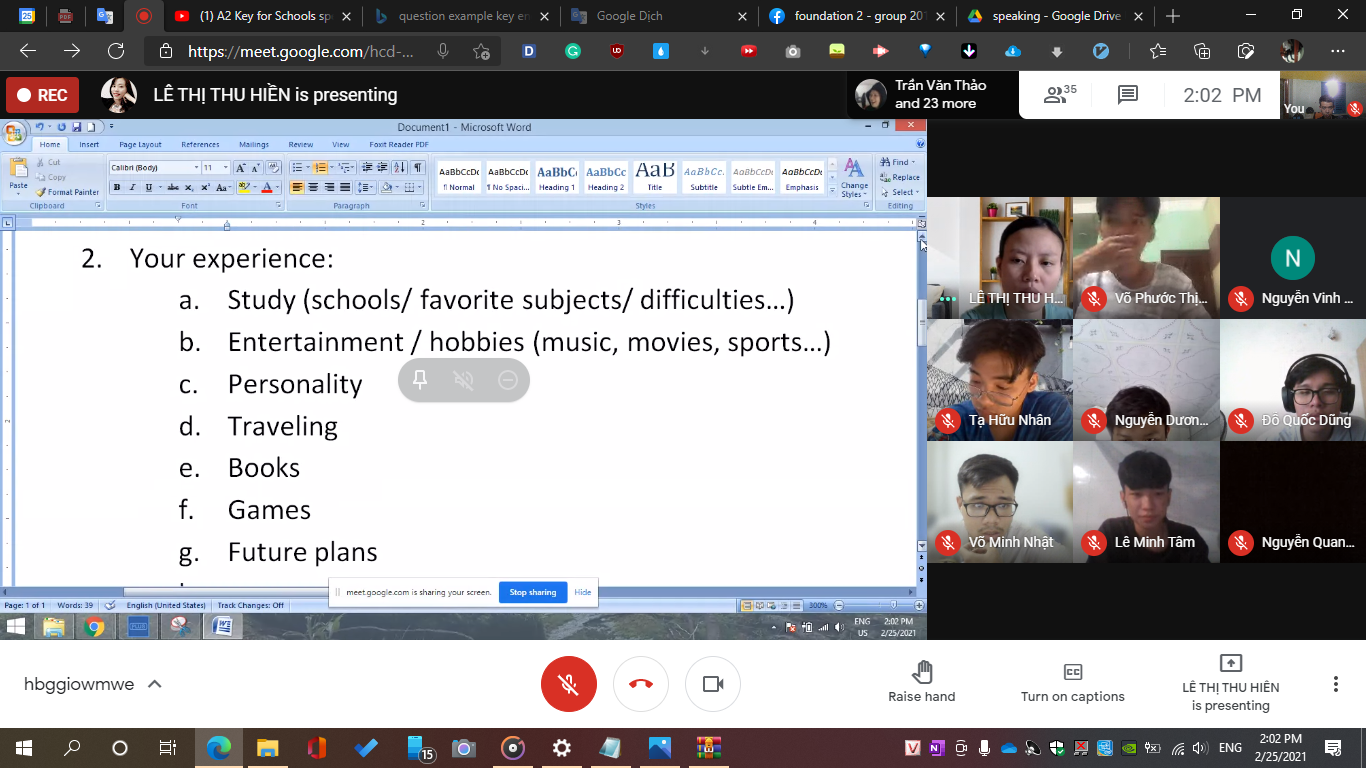 (1) A2 Key for Schools sp
question example key en
Google Dịch
foundation 2 - group 201
speaking - Google Drive
https://meet.google.com/hcd-...
REC
LÊ THỊ THU HIỀN is presenting
Trần Văn Thảo
and 23 more
35
2:02 PM
You
Document1 - Microsoft Word
Home Insert Page Layout References Mailings Review View Foxit Reader PDF
Paste
Cut
Copy
Format Painter
Clipboard
Calibri (Body) 11
Font
Paragraph
AaBbCcDc AaBbCcDc AaBbC AaBbCc AaB AaBbCc. AaBbCcDc AaBbCcDc
¶ Normal ¶ No Spaci... Heading 1 Heading 2 Title Subtitle Subtle Em... Emphasis
Change
Styles
Styles
Find
Replace
Select
Editing
2 3 4
2. Your experience:
a. Study (schools/ favorite subjects/ difficulties...)
b. Entertainment / hobbies (music, movies, sports...)
c. Personality
d. Traveling
e. Books
f. Games
g. Future plans
meet.google.com is sharing your screen. Stop sharing Hide
Page: 1 of 1 Words: 39 English (United States) Track Changes: Off 300%
ENG
US
2:02 PM
2/25/2021
LÊ THỊ THU H...
Võ Phước Thị...
N
Nguyễn Vinh ...
Tạ Hữu Nhân
Nguyễn Dươn...
Đỗ Quốc Dũng
Võ Minh Nhật
Lê Minh Tâm
Nguyễn Quan...
hbggiowmwe
Raise hand
Turn on captions
LÊ THỊ THU HIỀN
is presenting
15
ENG
2:02 PM
2/25/2021